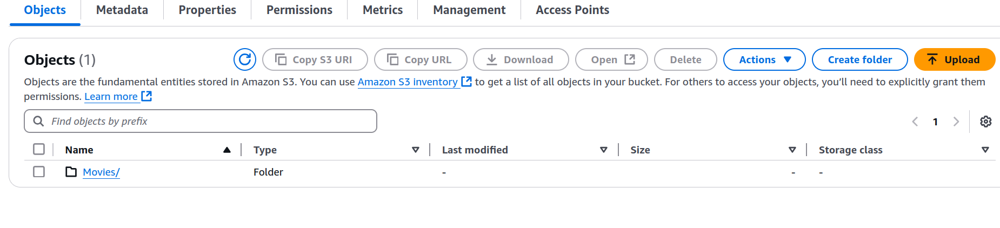 Objects Metadata Properties Permissions Metrics Management Access Points
Objects (1) Copy S3 URI Copy URL Download Open Delete Actions Create folder Upload
Objects are the fundamental entities stored in Amazon S3. You can use Amazon S3 inventory to get a list of all objects in your bucket. For others to access your objects, you’ll need to explicitly grant them
permissions. Learn more
Find objects by prefix 1
Name Type Last modified Size Storage class
Movies/ Folder - - -